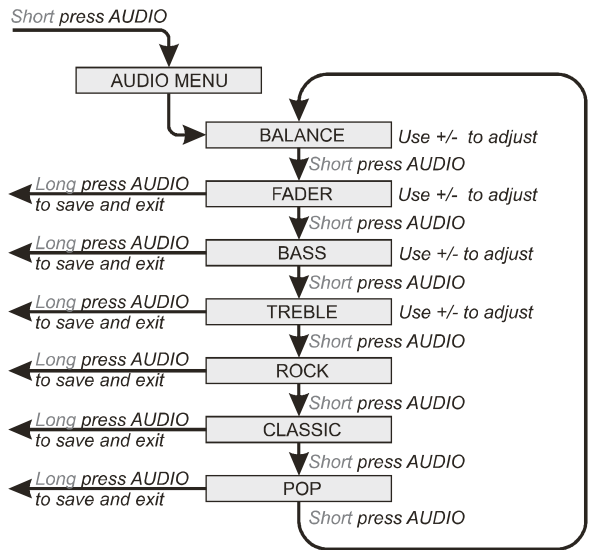 Short press AUDIO
AUDIO MENU
BALANCE
Use +/-  to adjust
Short press AUDIO
Long press AUDIO
to save and exit
FADER
Use +/-  to adjust
Short press AUDIO
Long press AUDIO
to save and exit
BASS
Use +/- to adjust
Short press AUDIO
Long press AUDIO
to save and exit
TREBLE
Use +/- to adjust
Short press AUDIO
Long press AUDIO
to save and exit
ROCK
Short press AUDIO
Long press AUDIO
to save and exit
CLASSIC
Short press AUDIO
Long press AUDIO
to save and exit
POP
Short press AUDIO